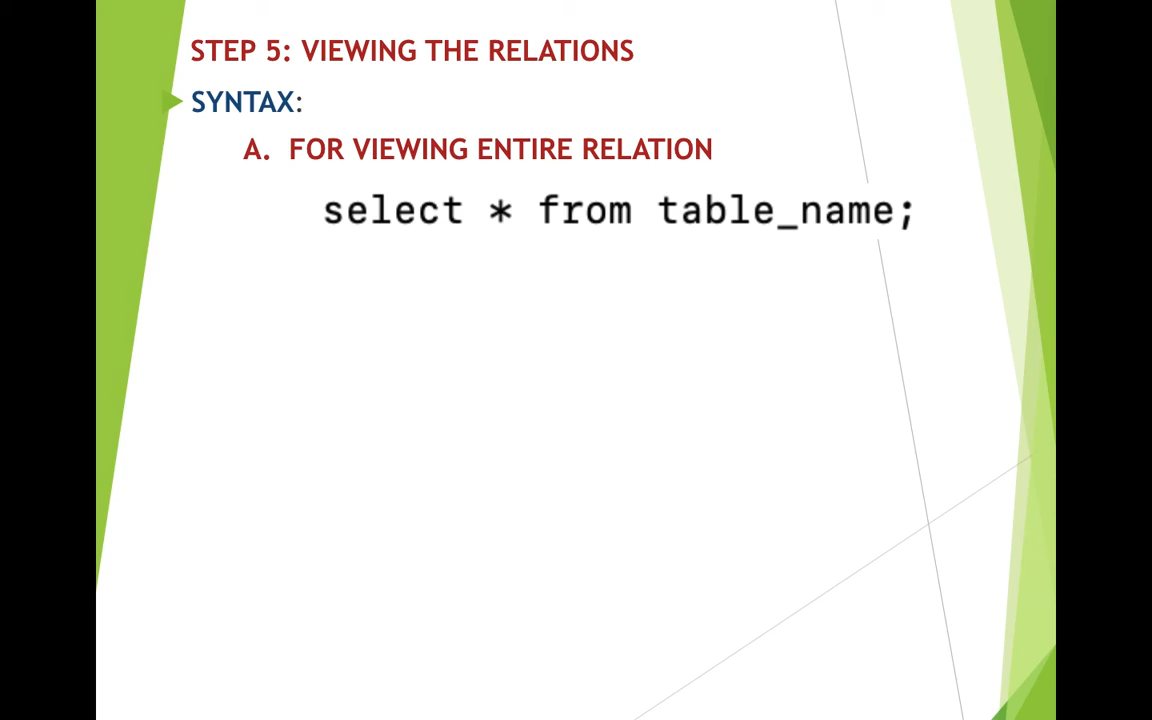 STEP 5: VIEWING THE RELATIONS
SYNTAX:
A. FOR VIEWING ENTIRE RELATION
select * from table_name;